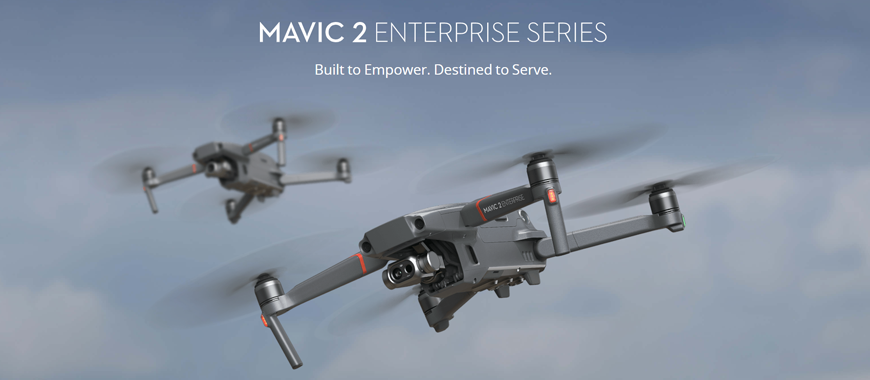 MAVIC 2 ENTERPRISE SERIES
Built to Empower. Destined to Serve.
MAVIC 2 ENTERPRISE